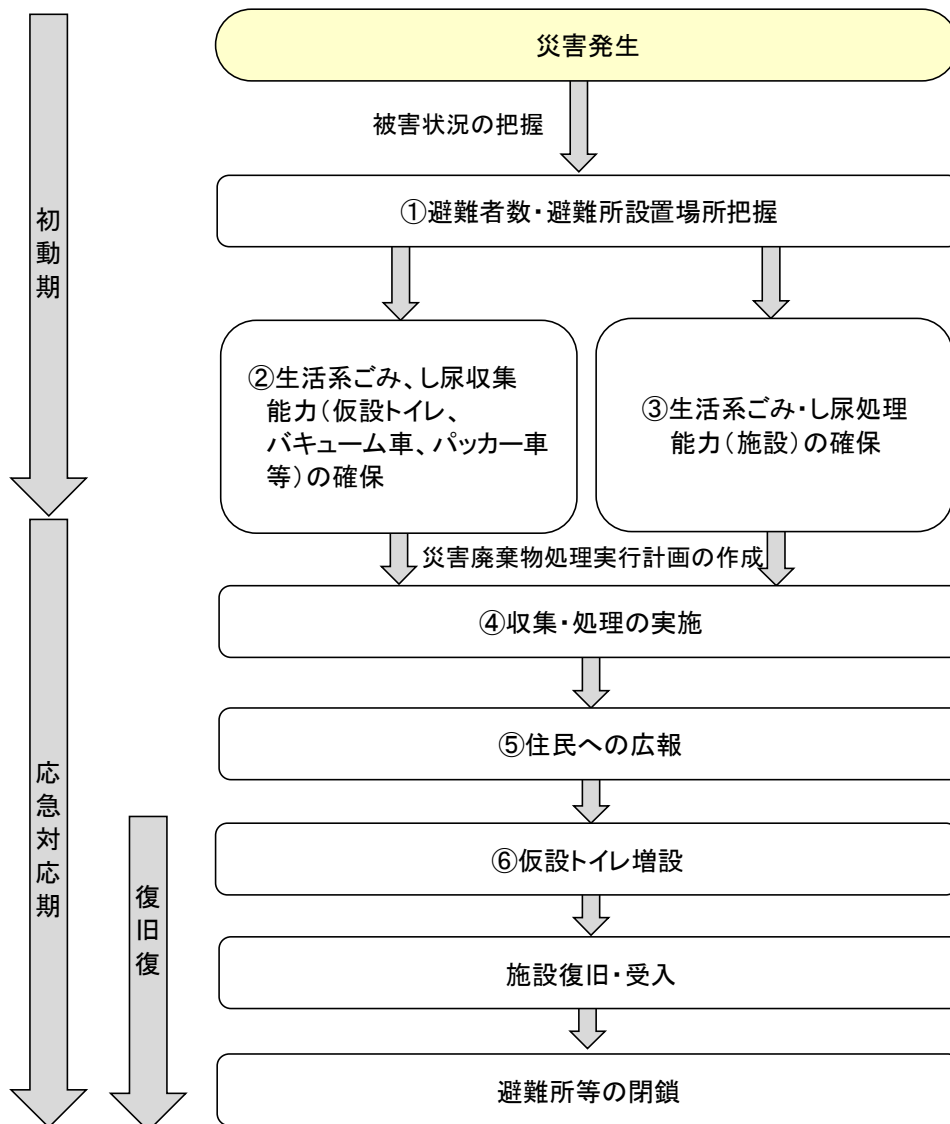 災害発生
被害状況の把握
①避難者数・避難所設置場所把握
初動期
②生活系ごみ、し尿収集
能力（仮設トイレ、
バキューム車、パッカー車
等）の確保
③生活系ごみ・し尿処理
能力（施設）の確保
災害廃棄物処理実行計画の作成
④収集・処理の実施
⑤住民への広報
応急対応期
⑥仮設トイレ増設
復旧復
施設復旧・受入
避難所等の閉鎖